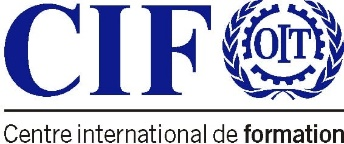 CIF OIT
Centre international de formation